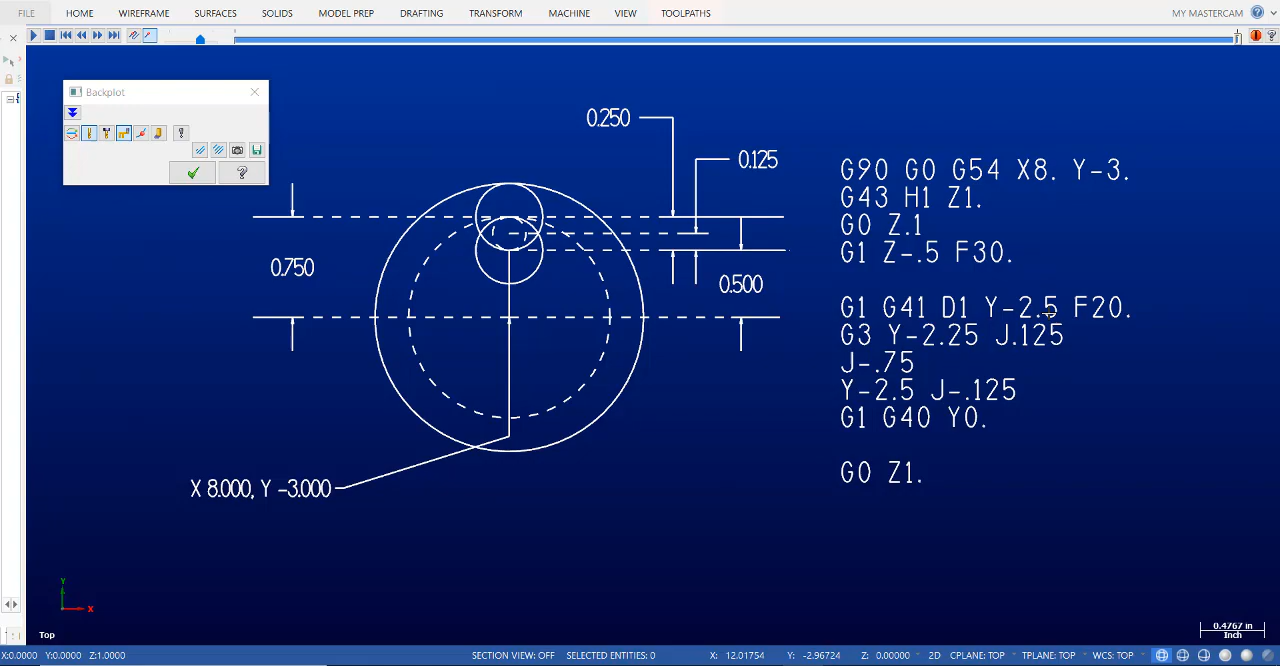 FILE HOME WIREFRAME SURFACES SOLIDS MODEL PREP DRAFTING TRANSFORM MACHINE VIEW TOOLPATHS MY MASTERCAM
Backplot
0.250
0.125
0.750
0.500
X 8.000, Y -3.000
G90 G0 G54 X8. Y-3.
G43 H1 Z1.
G0 Z.1
G1 Z-.5 F30.
G1 G41 D1 Y-2.5 F20.
G3 Y-2.25 J.125
J-.75
Y-2.5 J-.125
G1 G40 Y0.
G0 Z1.
Y
X
Top
0.4767 in
Inch
X:0.0000 Y:0.0000 Z:1.0000 SECTION VIEW: OFF SELECTED ENTITIES: 0 X: 12.01754 Y: -2.96724 Z: 0.00000 2D CPLANE: TOP TPLANE: TOP WCS: TOP